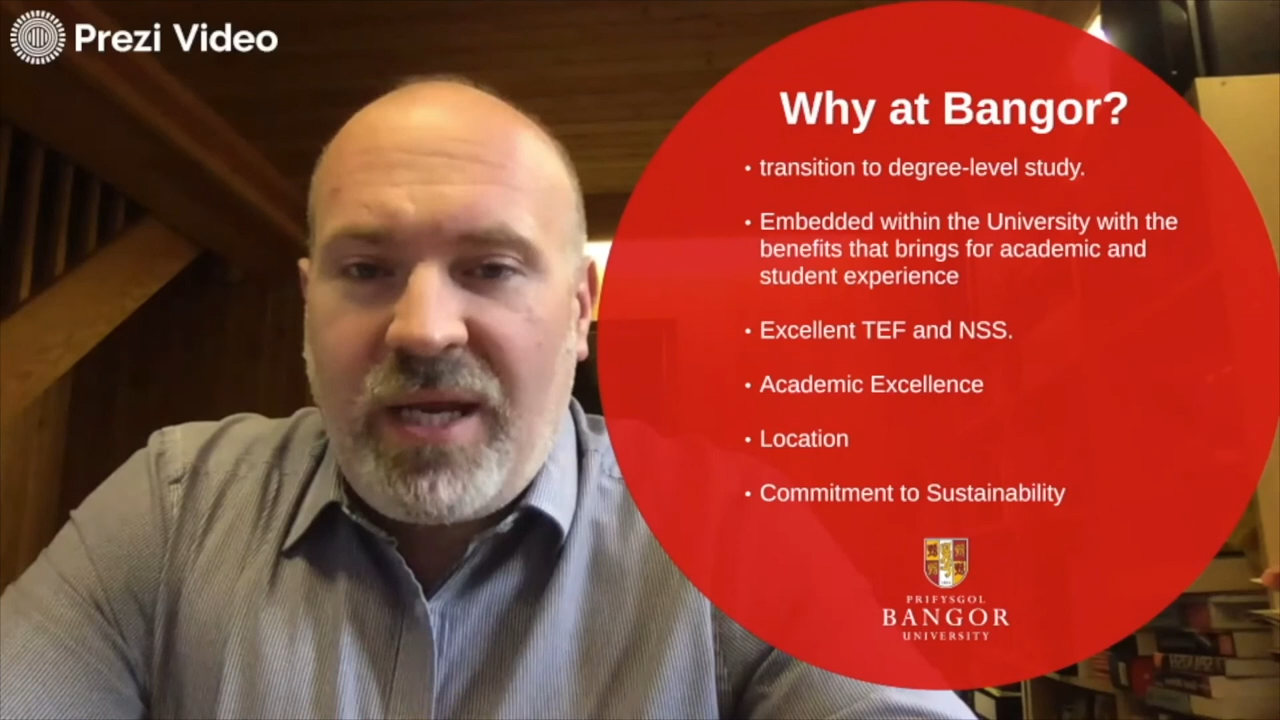 Prezi Video
Why at Bangor?
• transition to degree-level study.
• Embedded within the University with the
benefits that brings for academic and
student experience
• Excellent TEF and NSS.
• Academic Excellence
• Location
• Commitment to Sustainability
PRIFYSGOL
BANGOR
UNIVERSITY